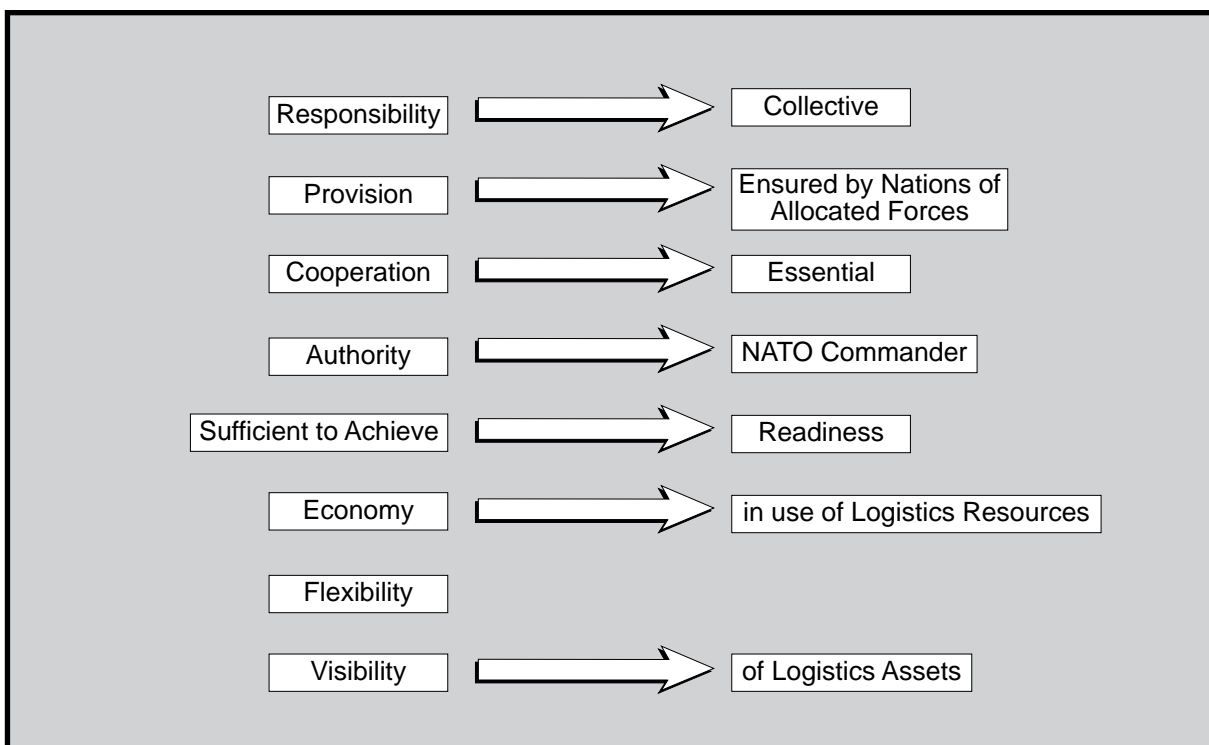 Responsibility
Collective
Provision
Ensured by Nations of
Allocated Forces
Cooperation
Essential
Authority
NATO Commander
Sufficient to Achieve
Readiness
Economy
in use of Logistics Resources
Flexibility
Visibility
of Logistics Assets